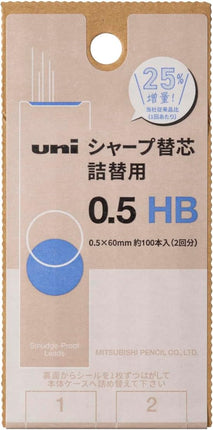 25%
増量!
当社従来品比
(1回あたり)
uni シャープ替芯
詰替用
0.5 HB
0.5×60mm 約100本入(2回分)
Smudge-Proof
Leads
MITSUBISHI PENCIL CO., LTD.
裏面からシールを1枚ずつはがして
本体ケースへ詰め替えて下さい
1
2